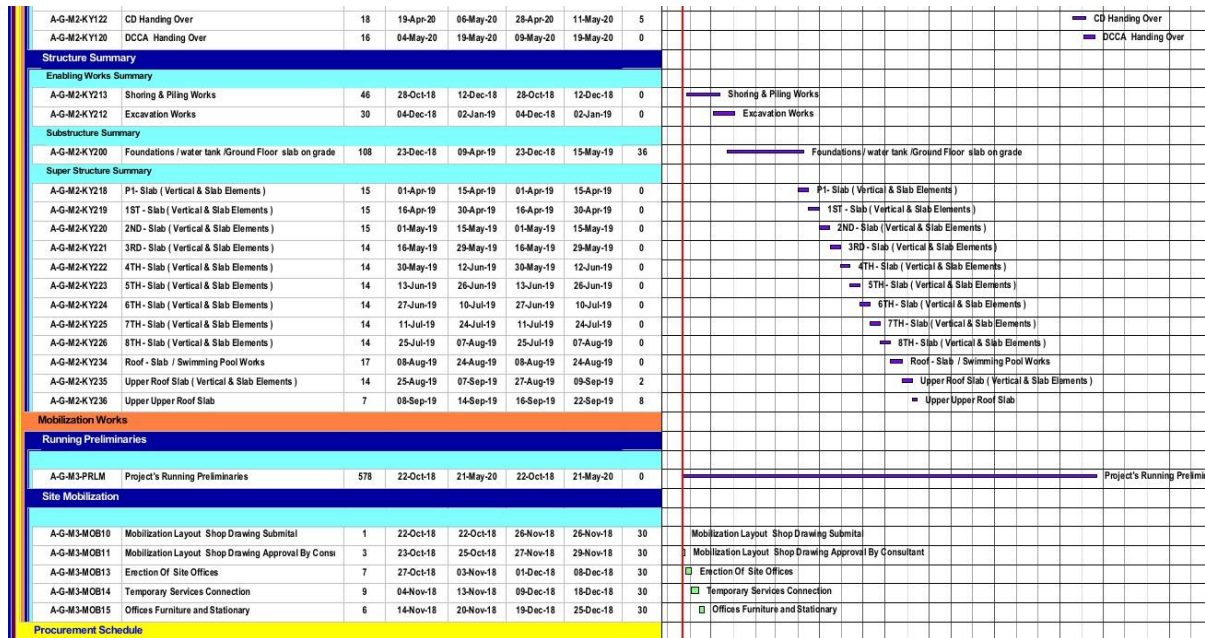 A-G-M2-KY122 CD Handing Over 18 19-Apr-20 06-May-20 28-Apr-20 11-May-20 5 CD Handing Over
A-G-M2-KY120 DCCA Handing Over 16 04-May-20 19-May-20 09-May-20 19-May-20 0 DCCA Handing Over
Structure Summary
Enabling Works Summary
A-G-M2-KY213 Shoring & Piling Works 46 28-Oct-18 12-Dec-18 28-Oct-18 12-Dec-18 0 Shoring & Piling Works
A-G-M2-KY212 Excavation Works 30 04-Dec-18 02-Jan-19 04-Dec-18 02-Jan-19 0 Excavation Works
Substructure Summary
A-G-M2-KY200 Foundations / water tank /Ground Floor slab on grade 108 23-Dec-18 09-Apr-19 23-Dec-18 15-May-19 36 Foundations / water tank /Ground Floor slab on grade
Super Structure Summary
A-G-M2-KY218 P1- Slab ( Vertical & Slab Elements ) 15 01-Apr-19 15-Apr-19 01-Apr-19 15-Apr-19 0 P1- Slab ( Vertical & Slab Elements )
A-G-M2-KY219 1ST - Slab ( Vertical & Slab Elements ) 15 16-Apr-19 30-Apr-19 16-Apr-19 30-Apr-19 0 1ST - Slab ( Vertical & Slab Elements )
A-G-M2-KY220 2ND - Slab ( Vertical & Slab Elements ) 15 01-May-19 15-May-19 01-May-19 15-May-19 0 2ND - Slab ( Vertical & Slab Elements )
A-G-M2-KY221 3RD - Slab ( Vertical & Slab Elements ) 14 16-May-19 29-May-19 16-May-19 29-May-19 0 3RD - Slab ( Vertical & Slab Elements )
A-G-M2-KY222 4TH - Slab ( Vertical & Slab Elements ) 14 30-May-19 12-Jun-19 30-May-19 12-Jun-19 0 4TH - Slab ( Vertical & Slab Elements )
A-G-M2-KY223 5TH - Slab ( Vertical & Slab Elements ) 14 13-Jun-19 26-Jun-19 13-Jun-19 26-Jun-19 0 5TH - Slab ( Vertical & Slab Elements )
A-G-M2-KY224 6TH - Slab ( Vertical & Slab Elements ) 14 27-Jun-19 10-Jul-19 27-Jun-19 10-Jul-19 0 6TH - Slab ( Vertical & Slab Elements )
A-G-M2-KY225 7TH - Slab ( Vertical & Slab Elements ) 14 11-Jul-19 24-Jul-19 11-Jul-19 24-Jul-19 0 7TH - Slab ( Vertical & Slab Elements )
A-G-M2-KY226 8TH - Slab ( Vertical & Slab Elements ) 14 25-Jul-19 07-Aug-19 25-Jul-19 07-Aug-19 0 8TH - Slab ( Vertical & Slab Elements )
A-G-M2-KY234 Roof - Slab / Swimming Pool Works 17 08-Aug-19 24-Aug-19 08-Aug-19 24-Aug-19 0 Roof - Slab / Swimming Pool Works
A-G-M2-KY235 Upper Roof Slab ( Vertical & Slab Elements ) 14 25-Aug-19 07-Sep-19 27-Aug-19 09-Sep-19 2 Upper Roof Slab ( Vertical & Slab Elements )
A-G-M2-KY236 Upper Upper Roof Slab 7 08-Sep-19 14-Sep-19 16-Sep-19 22-Sep-19 8 Upper Upper Roof Slab
Mobilization Works
Running Preliminaries
A-G-M3-PRLM Project's Running Preliminaries 578 22-Oct-18 21-May-20 22-Oct-18 21-May-20 0 Project's Running Prelimin
Site Mobilization
A-G-M3-MOB10 Mobilization Layout Shop Drawing Submital 1 22-Oct-18 22-Oct-18 26-Nov-18 26-Nov-18 30 Mobilization Layout Shop Drawing Submital
A-G-M3-MOB11 Mobilization Layout Shop Drawing Approval By Consu 3 23-Oct-18 25-Oct-18 27-Nov-18 29-Nov-18 30 Mobilization Layout Shop Drawing Approval By Consultant
A-G-M3-MOB13 Erection Of Site Offices 7 27-Oct-18 03-Nov-18 01-Dec-18 08-Dec-18 30 Erection Of Site Offices
A-G-M3-MOB14 Temporary Services Connection 9 04-Nov-18 13-Nov-18 09-Dec-18 18-Dec-18 30 Temporary Services Connection
A-G-M3-MOB15 Offices Furniture and Stationary 6 14-Nov-18 20-Nov-18 19-Dec-18 25-Dec-18 30 Offices Furniture and Stationary
Procurement Schedule